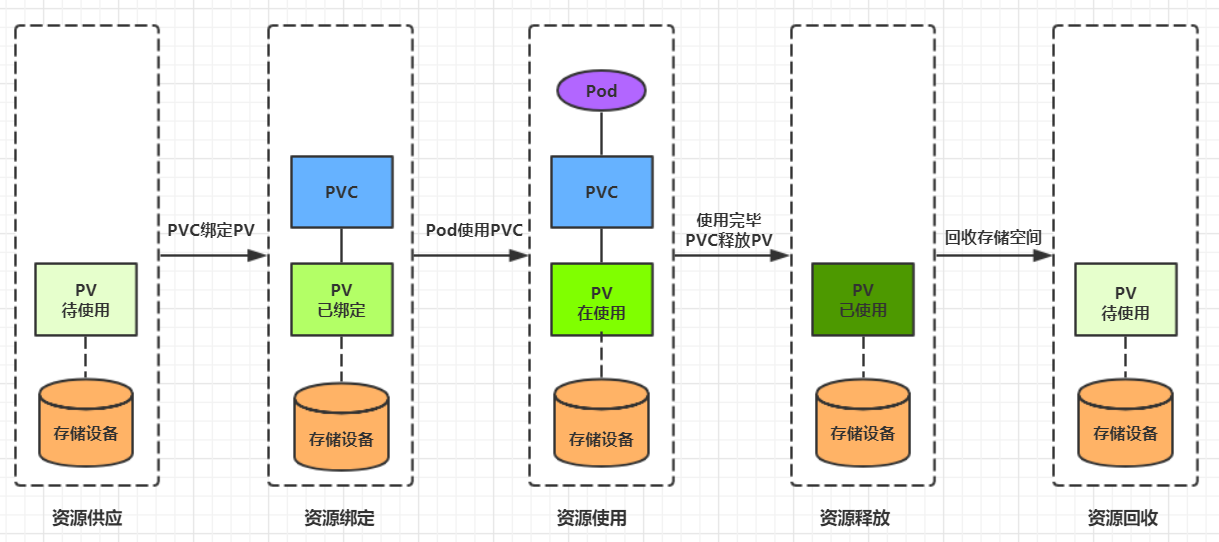 Pod
PVC
PVC
PVC绑定PV
Pod使用PVC
使用完毕
PVC释放PV
回收存储空间
PV
待使用
PV
已绑定
PV
在使用
PV
已使用
PV
待使用
存储设备
存储设备
存储设备
存储设备
存储设备
资源供应
资源绑定
资源使用
资源释放
资源回收